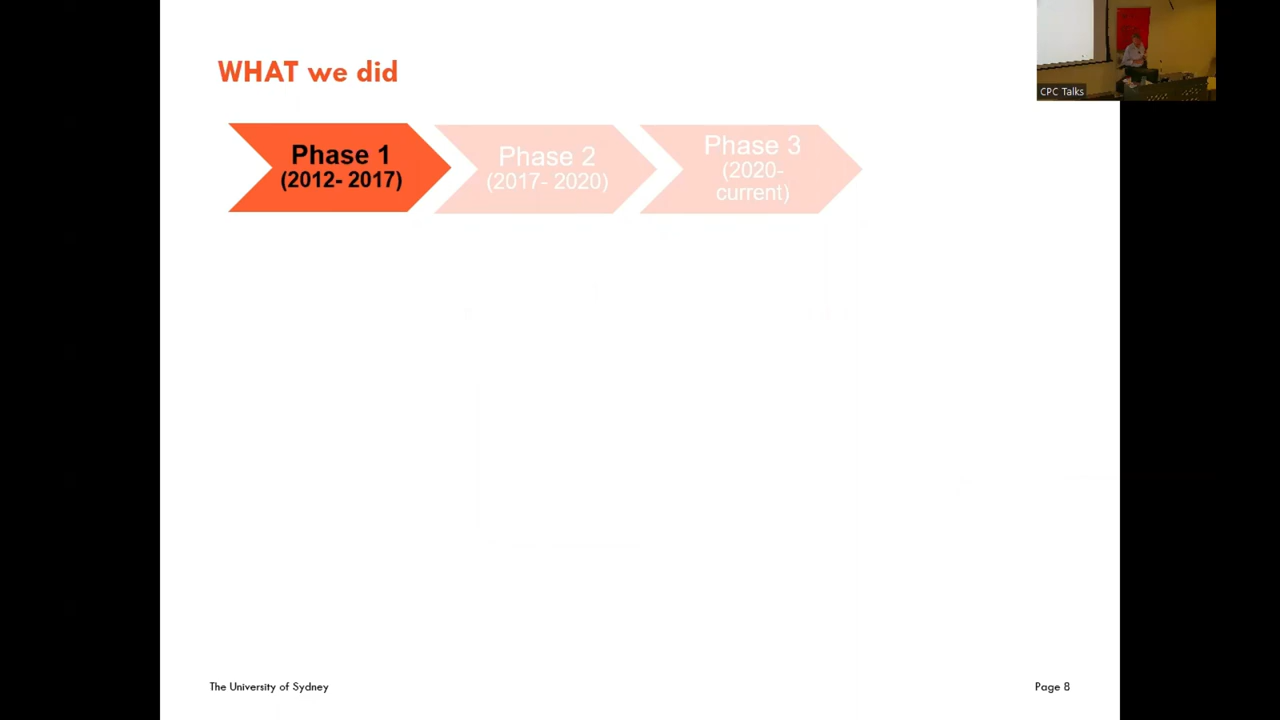 WHAT we did
Phase 1
(2012- 2017)
Phase 2
(2017- 2020)
Phase 3
(2020-
current)
CPC Talks
The University of Sydney
Page 8